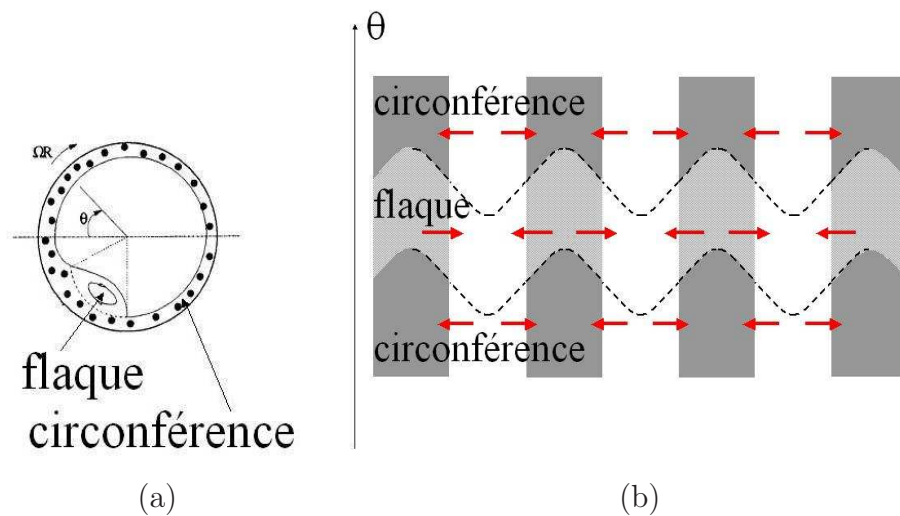 ΩR
θ
flaque
circonférence
(a)
θ
circonférence
flaque
circonférence
(b)